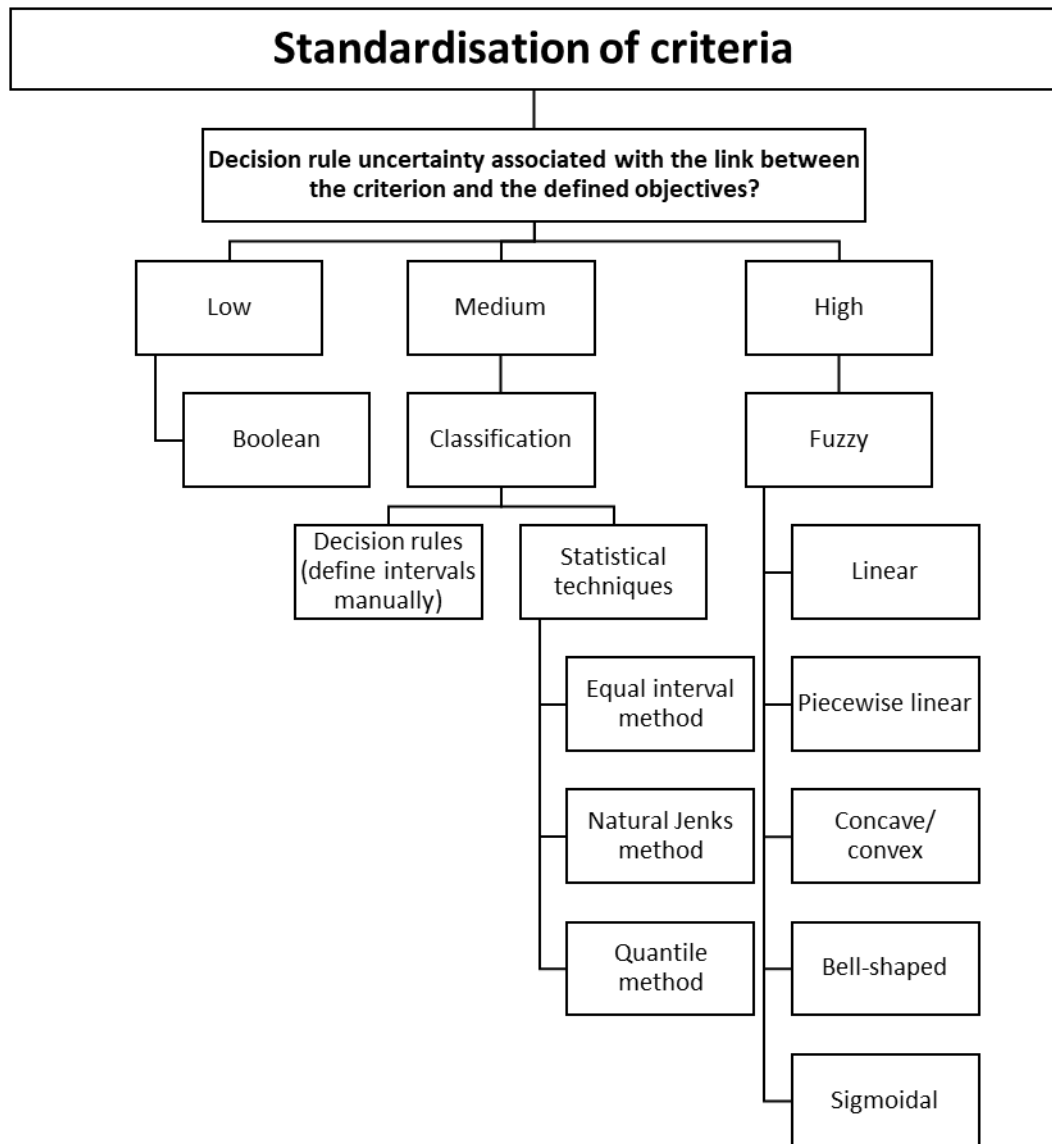 Standardisation of criteria
Decision rule uncertainty associated with the link between
the criterion and the defined objectives?
Low
Medium
High
Boolean
Classification
Fuzzy
Decision rules
(define intervals
manually)
Statistical
techniques
Linear
Equal interval
method
Piecewise linear
Natural Jenks
method
Concave/
convex
Quantile
method
Bell-shaped
Sigmoidal